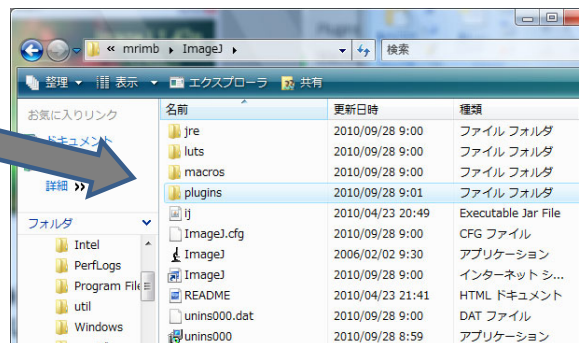 « mrimb ▸ ImageJ ▸ 検索
整理 表示 エクスプローラ 共有
お気に入りリンク
ドキュメント
詳細 »
フォルダ
Intel
PerfLogs
Program File
util
Windows
名前 更新日時 種類
jre 2010/09/28 9:00 ファイル フォルダ
luts 2010/09/28 9:00 ファイル フォルダ
macros 2010/09/28 9:00 ファイル フォルダ
plugins 2010/09/28 9:01 ファイル フォルダ
ij 2010/04/23 20:49 Executable Jar File
ImageJ.cfg 2010/09/28 9:00 CFG ファイル
ImageJ 2006/02/02 9:30 アプリケーション
ImageJ 2010/09/28 9:00 インターネット シ...
README 2010/04/23 21:41 HTML ドキュメント
unins000.dat 2010/09/28 9:00 DAT ファイル
unins000 2010/09/28 8:59 アプリケーション